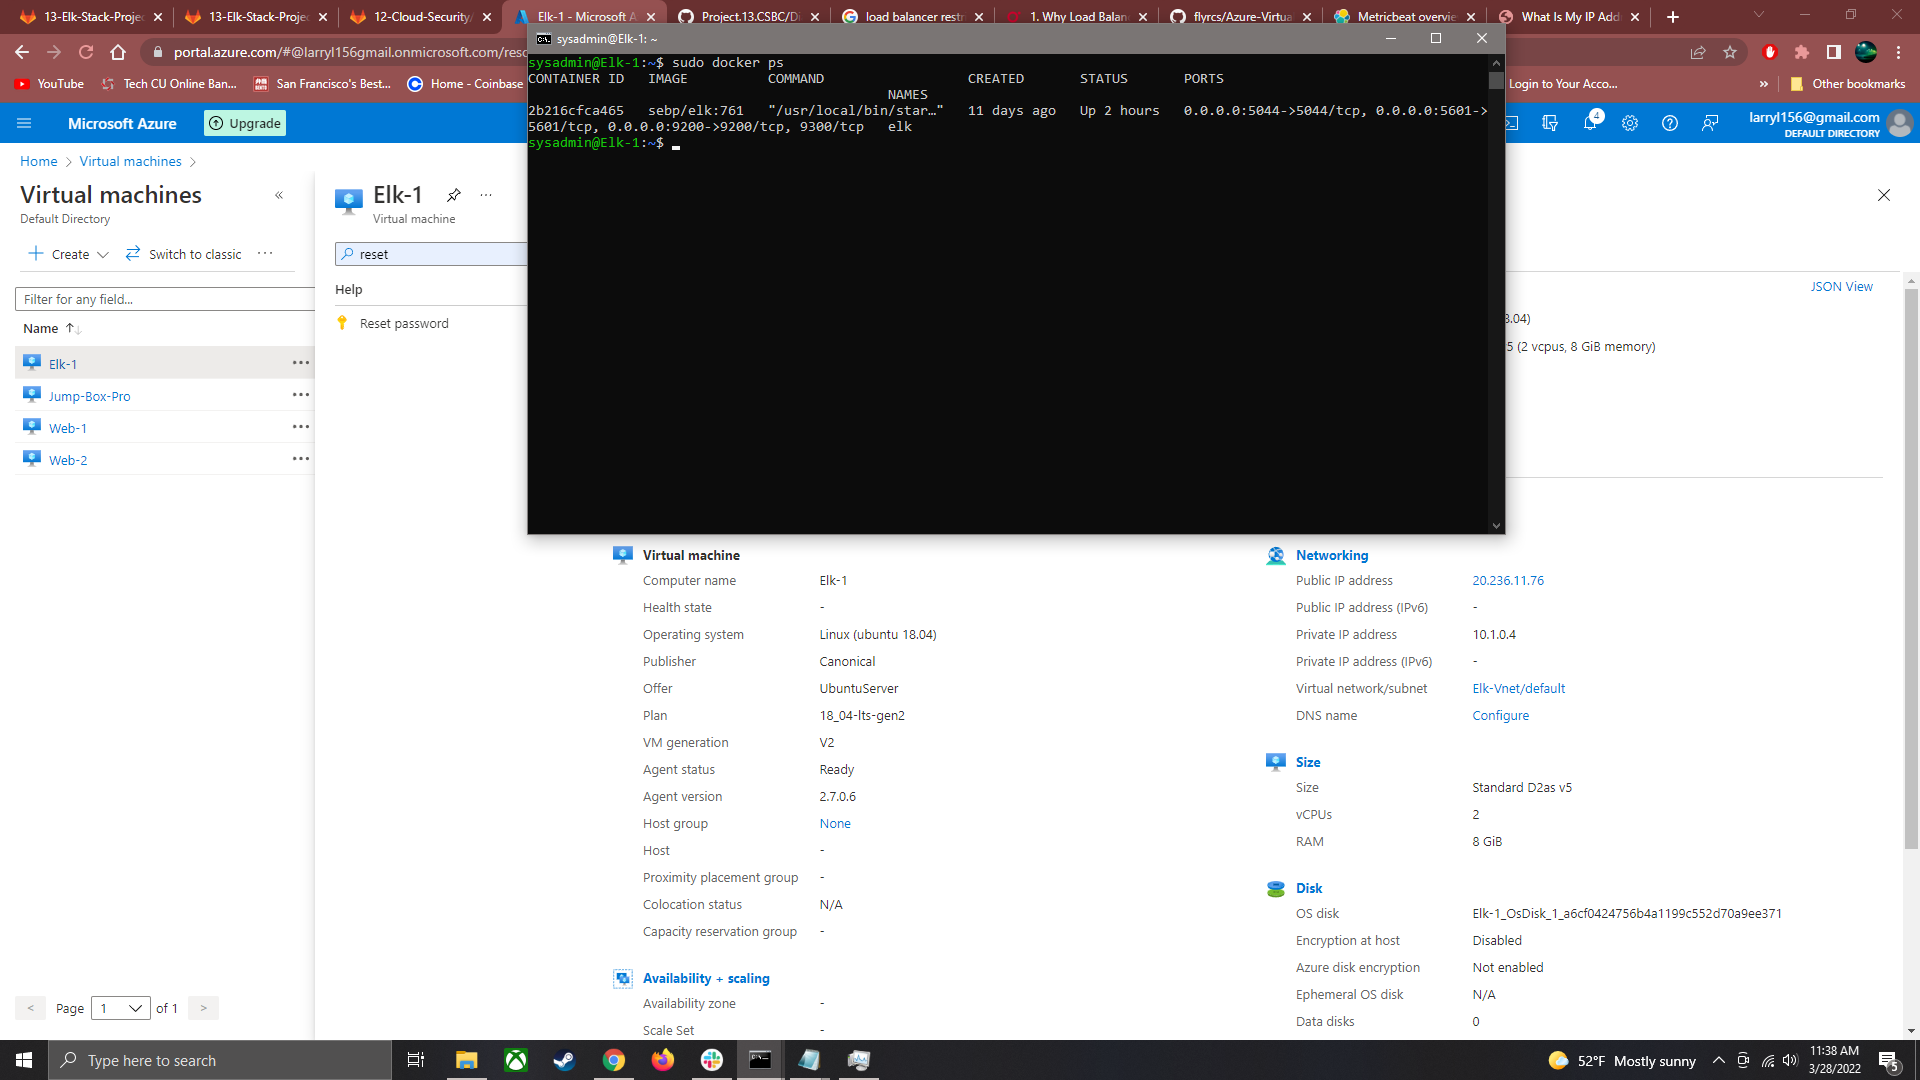 13-Elk-Stack-Projec
13-Elk-Stack-Projec
12-Cloud-Security/
Elk-1 - Microsoft A
Project.13.CSBC/Di
load balancer restr
1. Why Load Balan
flyrcs/Azure-Virtua
Metricbeat overvie
What Is My IP Add
sysadmin@Elk-1: ~
portal.azure.com/#@larryl156gmail.onmicrosoft.com/resc
YouTube
Tech CU Online Ban...
San Francisco's Best...
Home - Coinbase
Login to Your Acco...
»
Other bookmarks
sysadmin@Elk-1:~$ sudo docker ps
CONTAINER ID IMAGE COMMAND CREATED STATUS PORTS
NAMES
2b216cfca465 sebp/elk:761 "/usr/local/bin/star…" 11 days ago Up 2 hours 0.0.0.0:5044->5044/tcp, 0.0.0.0:5601->
5601/tcp, 0.0.0.0:9200->9200/tcp, 9300/tcp elk
sysadmin@Elk-1:~$
Microsoft Azure
Upgrade
4
larryl156@gmail.com
DEFAULT DIRECTORY
Home > Virtual machines >
Virtual machines «
Default Directory
Create
Switch to classic
...
Filter for any field...
Name ↑↓
Elk-1 ...
Jump-Box-Pro ...
Web-1 ...
Web-2 ...
< Page 1 of 1 >
Elk-1 ...
Virtual machine
reset
Help
Reset password
JSON View
8.04)
5 (2 vcpus, 8 GiB memory)
Virtual machine
Computer name Elk-1
Health state -
Operating system Linux (ubuntu 18.04)
Publisher Canonical
Offer UbuntuServer
Plan 18_04-lts-gen2
VM generation V2
Agent status Ready
Agent version 2.7.0.6
Host group None
Host -
Proximity placement group -
Colocation status N/A
Capacity reservation group -
Availability + scaling
Availability zone -
Scale Set -
Networking
Public IP address 20.236.11.76
Public IP address (IPv6) -
Private IP address 10.1.0.4
Private IP address (IPv6) -
Virtual network/subnet Elk-Vnet/default
DNS name Configure
Size
Size Standard D2as v5
vCPUs 2
RAM 8 GiB
Disk
OS disk Elk-1_OsDisk_1_a6cf0424756b4a1199c552d70a9ee371
Encryption at host Disabled
Azure disk encryption Not enabled
Ephemeral OS disk N/A
Data disks 0
Type here to search
52°F Mostly sunny
11:38 AM
3/28/2022
5